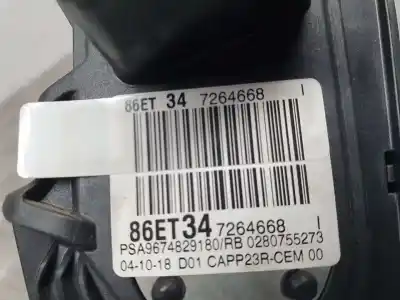 86ET 34 7264668 I
86ET34 7264668 I
PSA9674829180/RB 0280755273
04-10-18 D01 CAPP23R-CEM 00